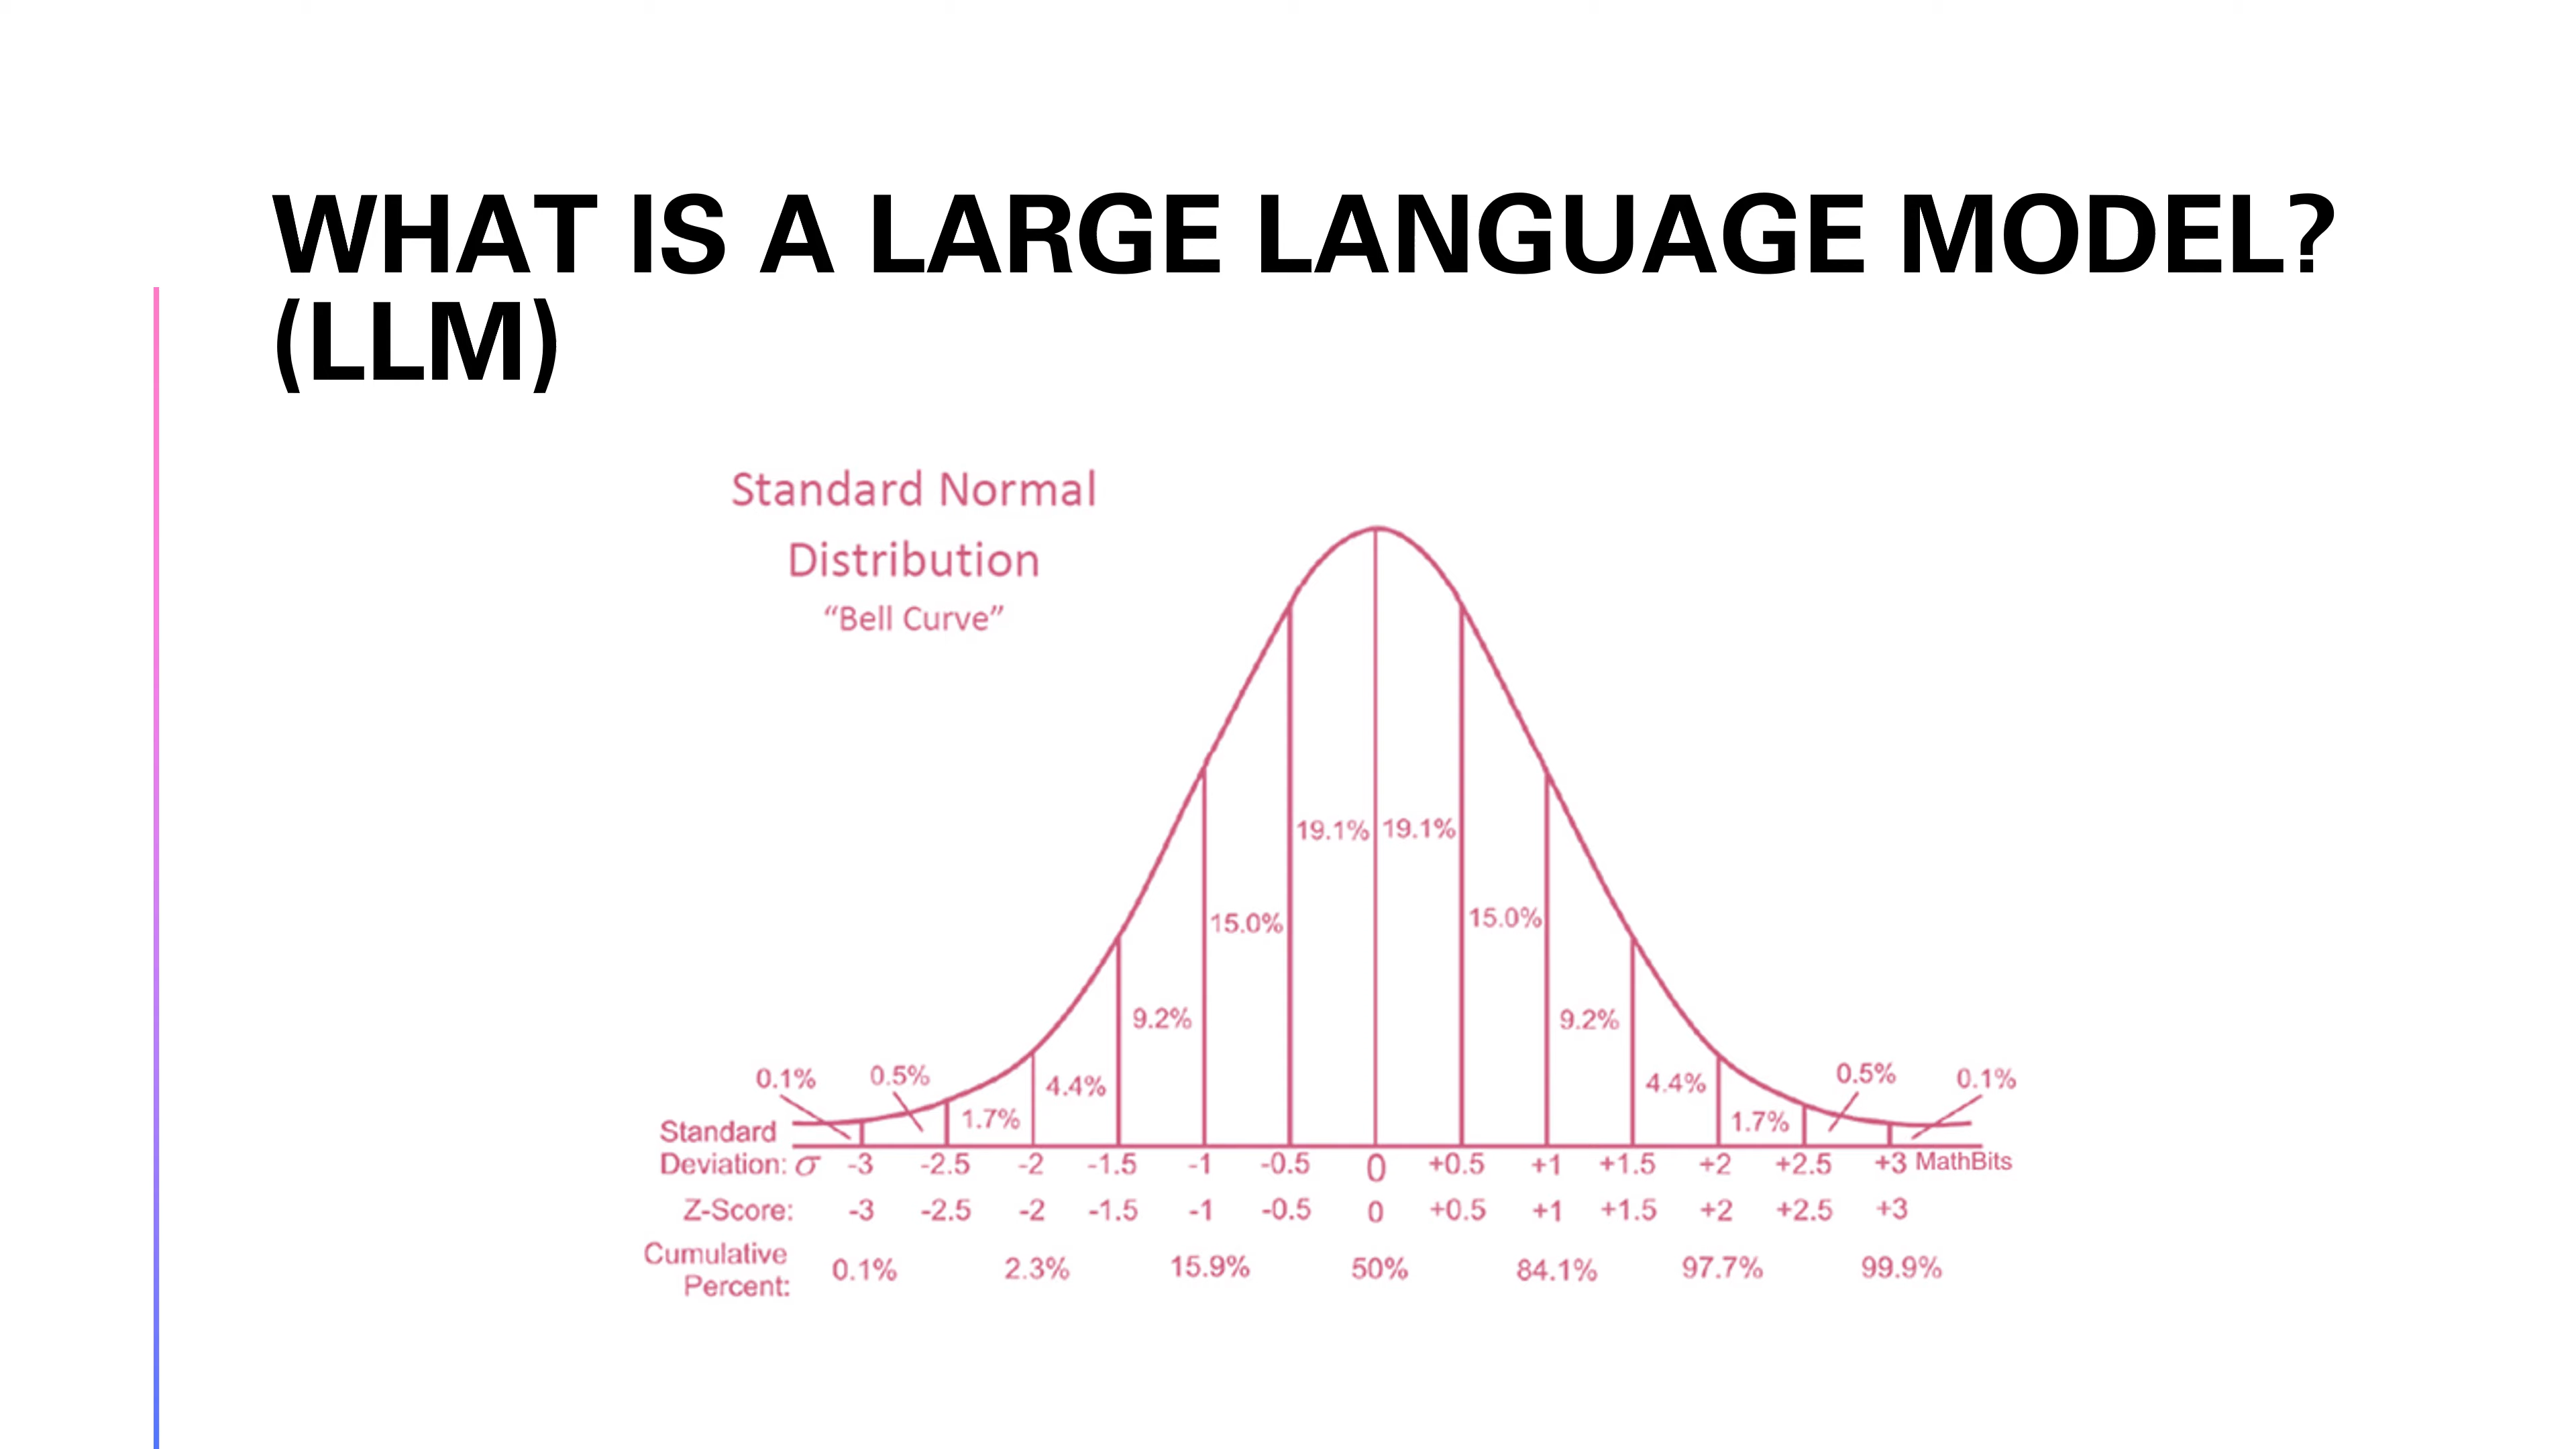 WHAT IS A LARGE LANGUAGE MODEL?
(LLM)
Standard Normal
Distribution
“Bell Curve”
19.1% 19.1%
15.0% 15.0%
9.2% 9.2%
0.1% 0.5% 4.4% 4.4% 0.5% 0.1%
1.7% 1.7%
Standard
Deviation: σ -3 -2.5 -2 -1.5 -1 -0.5 0 +0.5 +1 +1.5 +2 +2.5 +3 MathBits
Z-Score: -3 -2.5 -2 -1.5 -1 -0.5 0 +0.5 +1 +1.5 +2 +2.5 +3
Cumulative
Percent: 0.1% 2.3% 15.9% 50% 84.1% 97.7% 99.9%